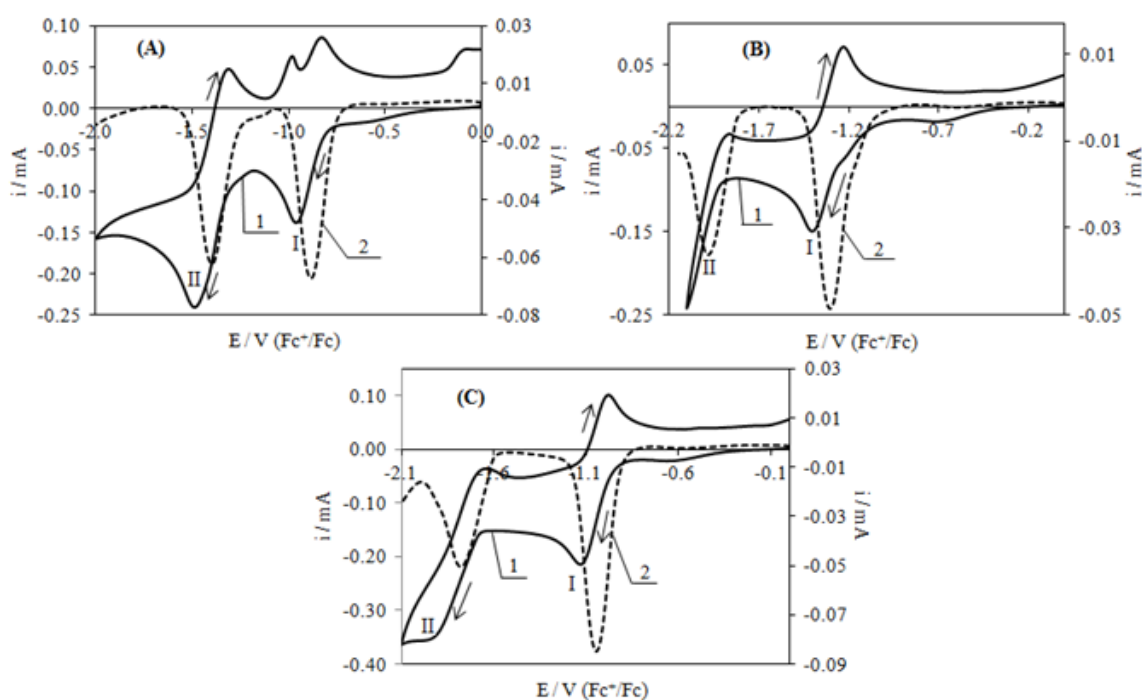 (A)
0.10
0.05
0.00
-0.05
-0.10
-0.15
-0.20
-0.25
i / mA
-2.0 -1.5 -1.0 -0.5 0.0
0.03
0.01
-0.02
-0.04
-0.06
-0.08
i / mA
1
I
2
II
E / V (Fc⁺/Fc)
(B)
0.05
-0.05
-0.15
-0.25
i / mA
-2.2 -1.7 -1.2 -0.7 -0.2
0.01
-0.01
-0.03
-0.05
i / mA
1
I
2
II
E / V (Fc⁺/Fc)
(C)
0.10
0.00
-0.10
-0.20
-0.30
-0.40
i / mA
-2.1 -1.6 -1.1 -0.6 -0.1
0.03
0.01
-0.01
-0.03
-0.05
-0.07
-0.09
i / mA
1
I
2
II
E / V (Fc⁺/Fc)